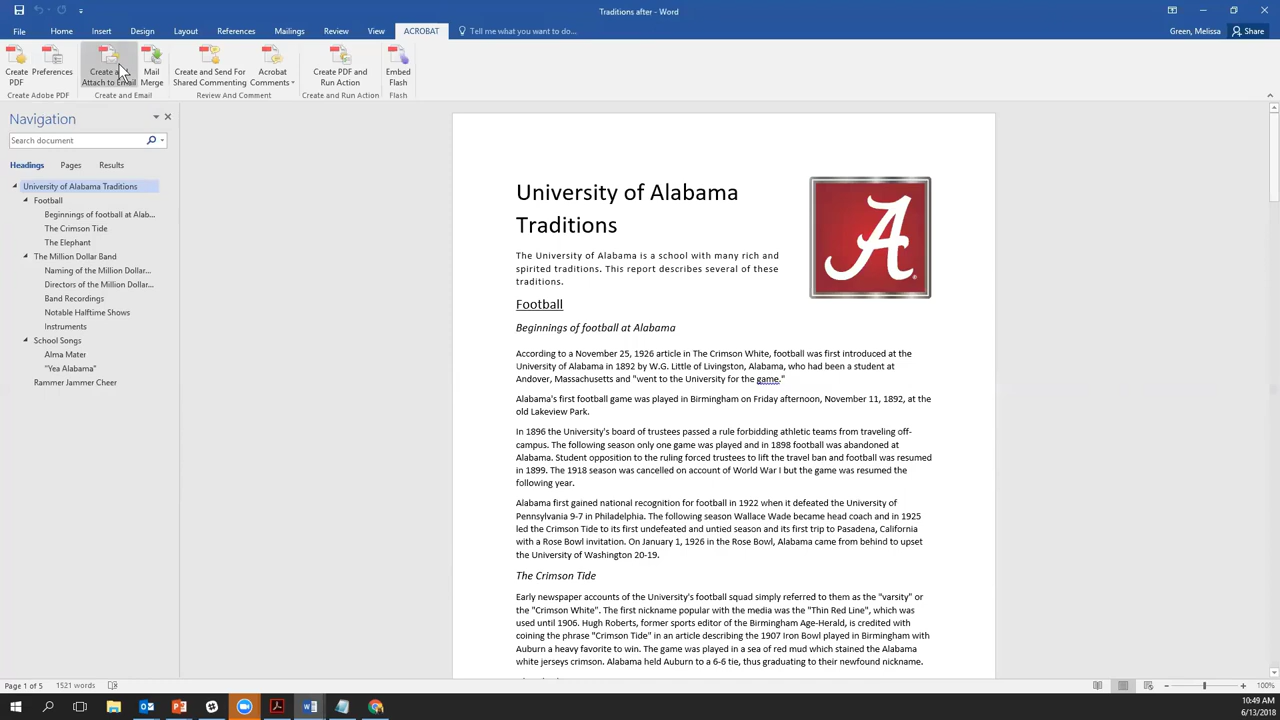 Traditions after - Word
File Home Insert Design Layout References Mailings Review View ACROBAT Tell me what you want to do... Green, Melissa Share
Create PDF
Preferences
Attach to Email
Mail Merge
Create and Send For Shared Commenting
Acrobat Comments
Create PDF and Run Action
Embed Flash
Create Adobe PDF Create and Email Review And Comment Create and Run Action Flash
Navigation
Search document
Headings Pages Results
University of Alabama Traditions
Football
Beginnings of football at Alab...
The Crimson Tide
The Elephant
The Million Dollar Band
Naming of the Million Dollar...
Directors of the Million Dollar...
Band Recordings
Notable Halftime Shows
Instruments
School Songs
Alma Mater
"Yea Alabama"
Rammer Jammer Cheer
University of Alabama
Traditions
A
The University of Alabama is a school with many rich and
spirited traditions. This report describes several of these
traditions.
Football
Beginnings of football at Alabama
According to a November 25, 1926 article in The Crimson White, football was first introduced at the
University of Alabama in 1892 by W.G. Little of Livingston, Alabama, who had been a student at
Andover, Massachusetts and "went to the University for the game."
Alabama's first football game was played in Birmingham on Friday afternoon, November 11, 1892, at the
old Lakeview Park.
In 1896 the University's board of trustees passed a rule forbidding athletic teams from traveling off-
campus. The following season only one game was played and in 1898 football was abandoned at
Alabama. Student opposition to the ruling forced trustees to lift the travel ban and football was resumed
in 1899. The 1918 season was cancelled on account of World War I but the game was resumed the
following year.
Alabama first gained national recognition for football in 1922 when it defeated the University of
Pennsylvania 9-7 in Philadelphia. The following season Wallace Wade became head coach and in 1925
led the Crimson Tide to its first undefeated and untied season and its first trip to Pasadena, California
with a Rose Bowl invitation. On January 1, 1926 in the Rose Bowl, Alabama came from behind to upset
the University of Washington 20-19.
The Crimson Tide
Early newspaper accounts of the University's football squad simply referred to them as the "varsity" or
the "Crimson White". The first nickname popular with the media was the "Thin Red Line", which was
used until 1906. Hugh Roberts, former sports editor of the Birmingham Age-Herald, is credited with
coining the phrase "Crimson Tide" in an article describing the 1907 Iron Bowl played in Birmingham with
Auburn a heavy favorite to win. The game was played in a sea of red mud which stained the Alabama
white jerseys crimson. Alabama held Auburn to a 6-6 tie, thus graduating to their newfound nickname.
Page 1 of 5 1521 words 100%
10:49 AM
6/13/2018